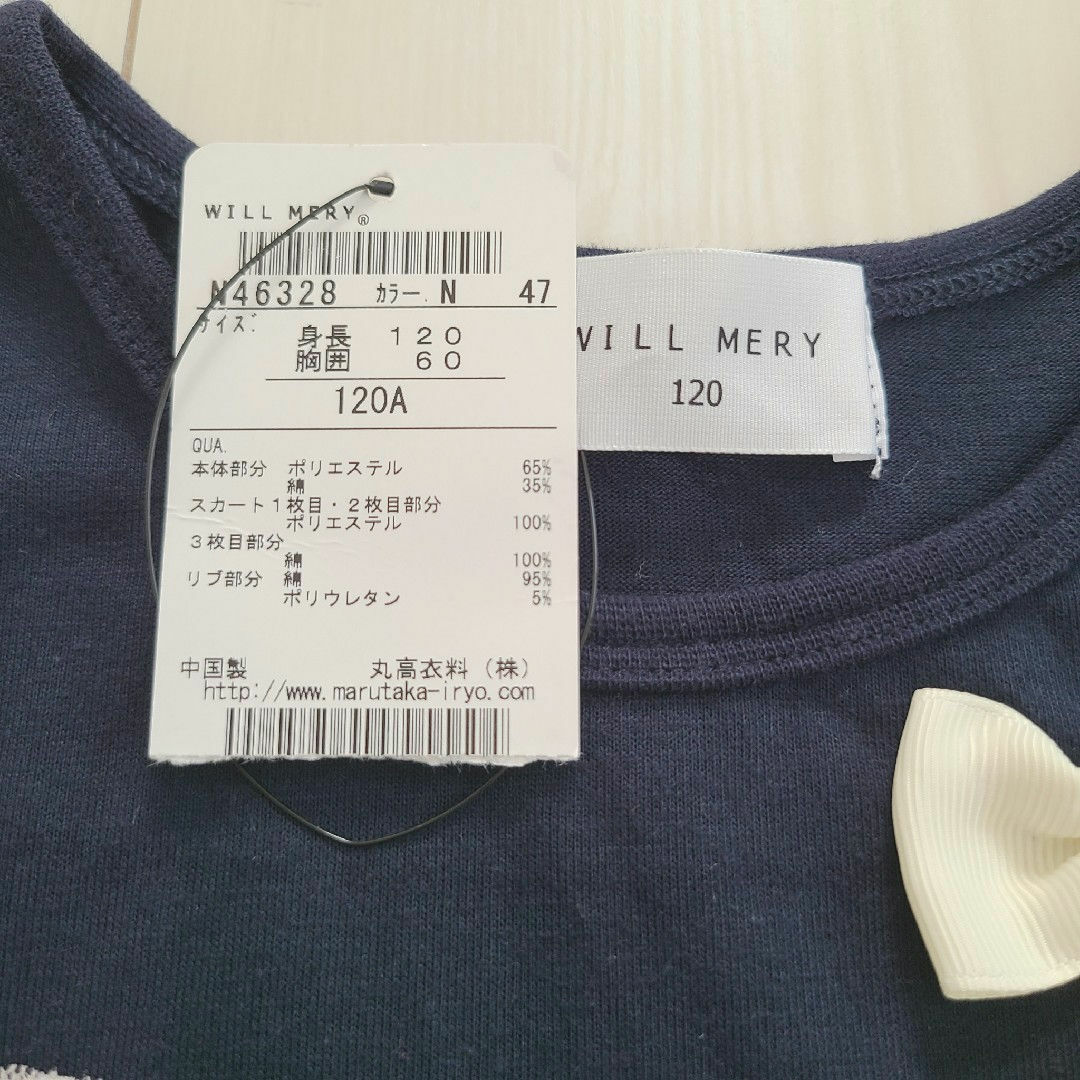 WILL MERY®
N46328 カラー. N 47
サイズ.
身長 120
胸囲 60
120A
QUA.
本体部分 ポリエステル 65%
綿 35%
スカート1枚目・2枚目部分
ポリエステル 100%
3枚目部分
綿 100%
リブ部分 綿 95%
ポリウレタン 5%
中国製 丸高衣料(株)
http://www.marutaka-iryo.com
WILL MERY
120